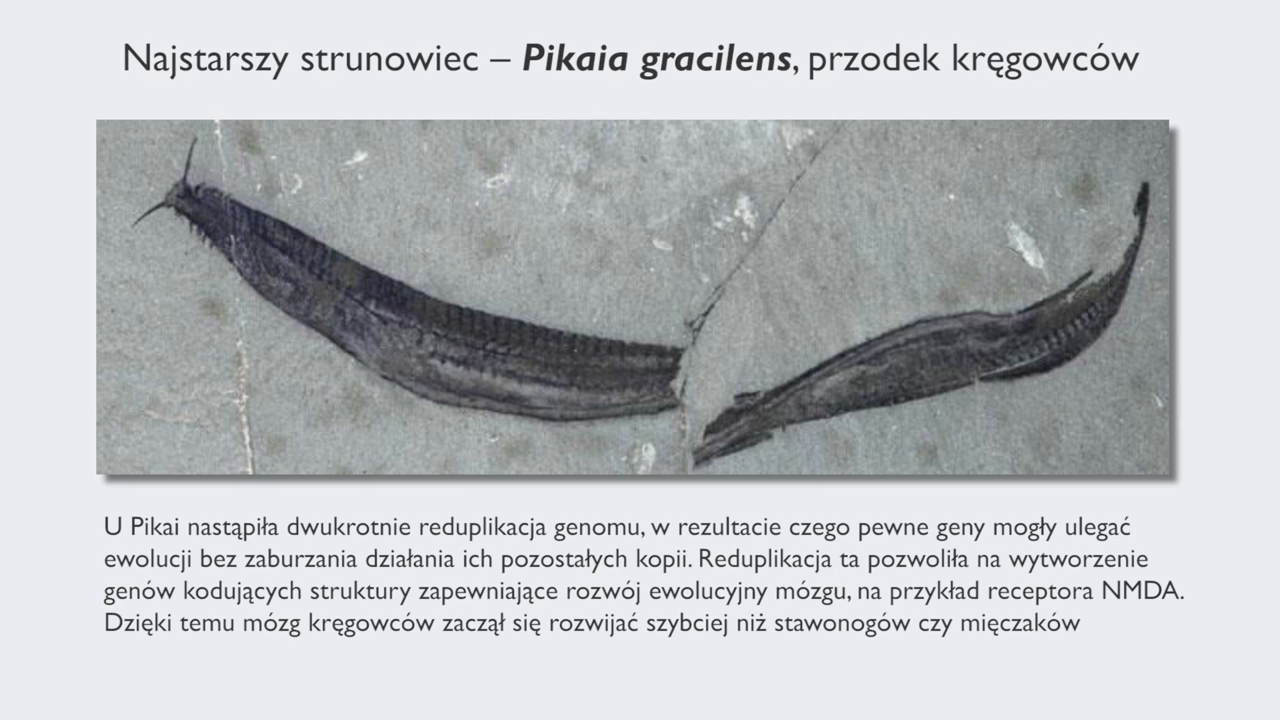 Najstarszy strunowiec – Pikaia gracilens, przodek kręgowców
U Pikai nastąpiła dwukrotnie reduplikacja genomu, w rezultacie czego pewne geny mogły ulegać
ewolucji bez zaburzania działania ich pozostałych kopii. Reduplikacja ta pozwoliła na wytworzenie
genów kodujących struktury zapewniające rozwój ewolucyjny mózgu, na przykład receptora NMDA.
Dzięki temu mózg kręgowców zaczął się rozwijać szybciej niż stawonogów czy mięczaków